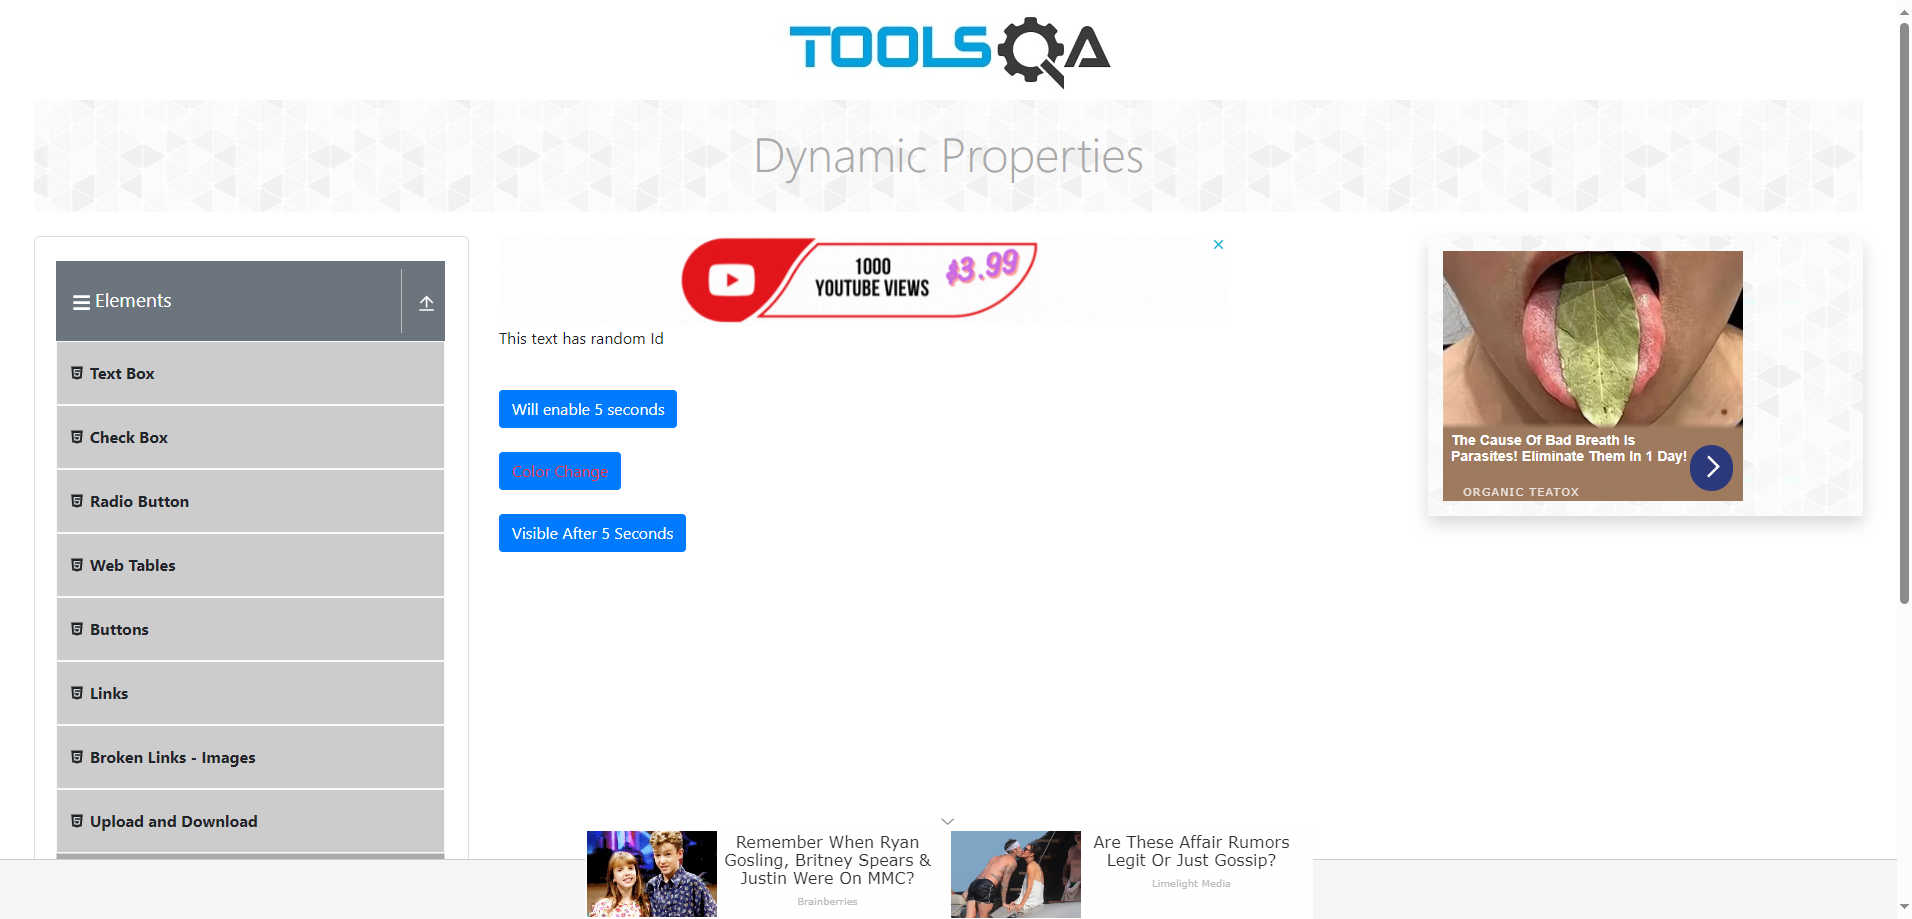 TOOLSQA
Dynamic Properties
Elements
Text Box
Check Box
Radio Button
Web Tables
Buttons
Links
Broken Links - Images
Upload and Download
1000
YOUTUBE VIEWS
$3.99
This text has random Id
Will enable 5 seconds
Color Change
Visible After 5 Seconds
The Cause Of Bad Breath Is
Parasites! Eliminate Them In 1 Day!
ORGANIC TEATOX
Remember When Ryan
Gosling, Britney Spears &
Justin Were On MMC?
Brainberries
Are These Affair Rumors
Legit Or Just Gossip?
Limelight Media